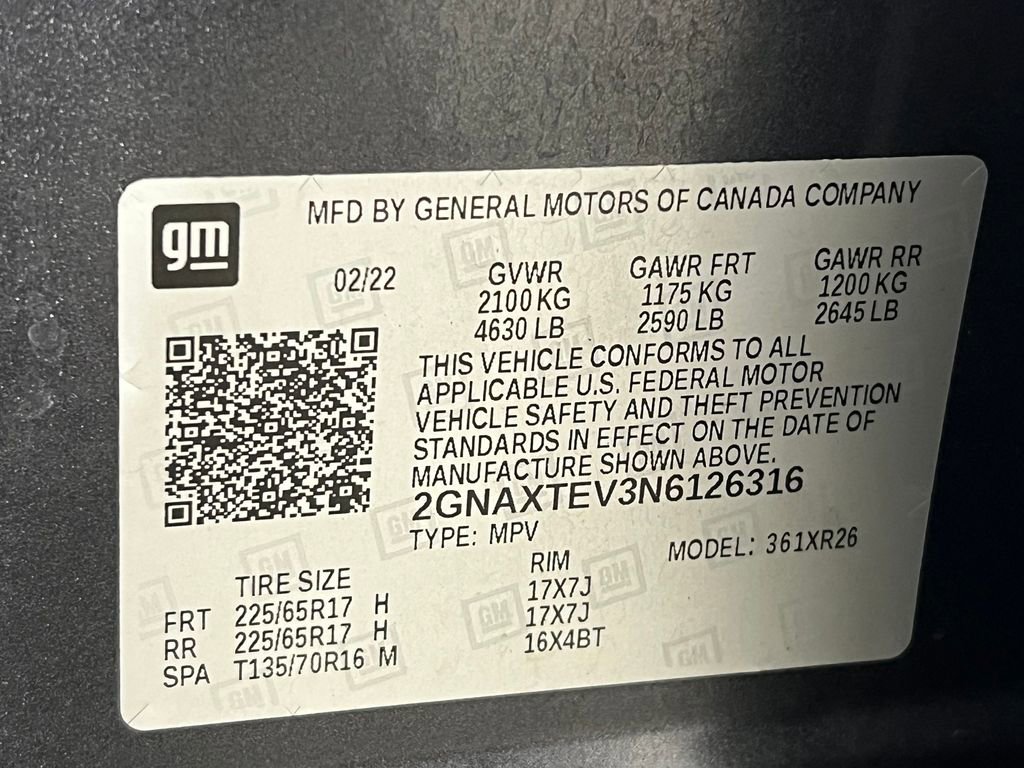 gm
MFD BY GENERAL MOTORS OF CANADA COMPANY
02/22 GVWR GAWR FRT GAWR RR
2100 KG 1175 KG 1200 KG
4630 LB 2590 LB 2645 LB
THIS VEHICLE CONFORMS TO ALL
APPLICABLE U.S. FEDERAL MOTOR
VEHICLE SAFETY AND THEFT PREVENTION
STANDARDS IN EFFECT ON THE DATE OF
MANUFACTURE SHOWN ABOVE.
2GNAXTEV3N6126316
TYPE: MPV MODEL: 361XR26
TIRE SIZE RIM
FRT 225/65R17 H 17X7J
RR 225/65R17 H 17X7J
SPA T135/70R16 M 16X4BT